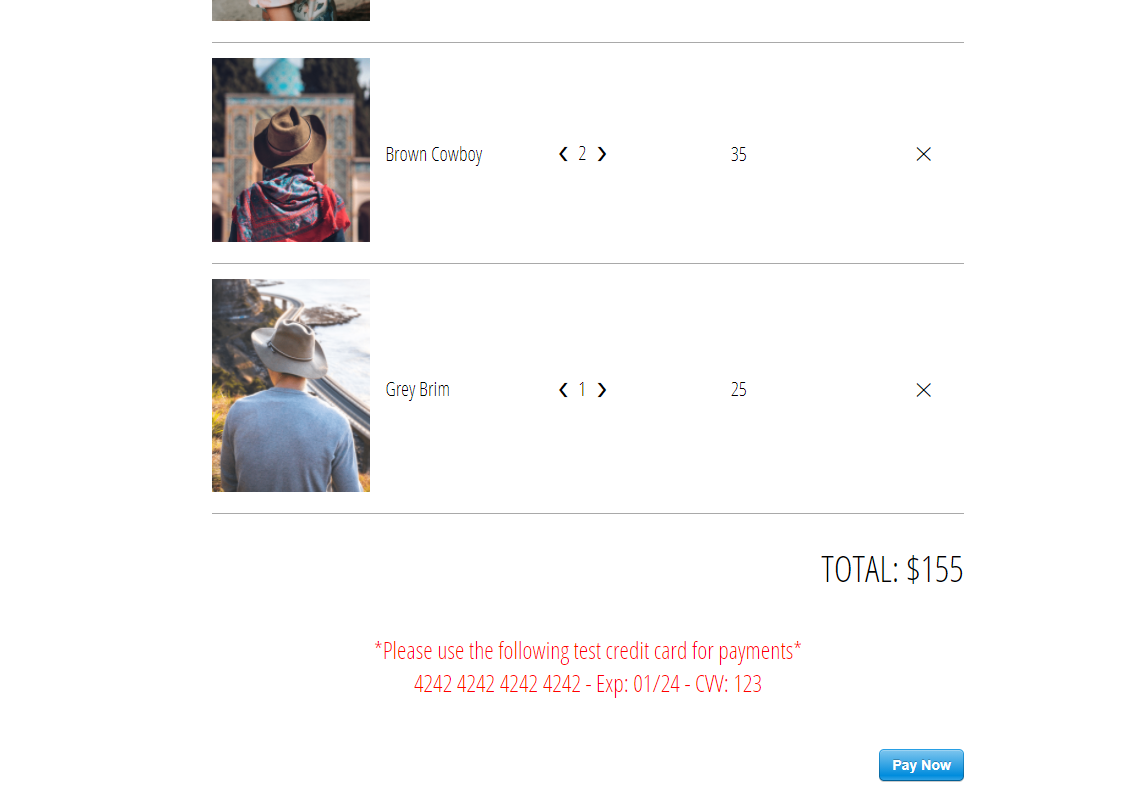 Brown Cowboy ❮ 2 ❯ 35 ✕
Grey Brim ❮ 1 ❯ 25 ✕
TOTAL: $155
*Please use the following test credit card for payments*
4242 4242 4242 4242 - Exp: 01/24 - CVV: 123
Pay Now